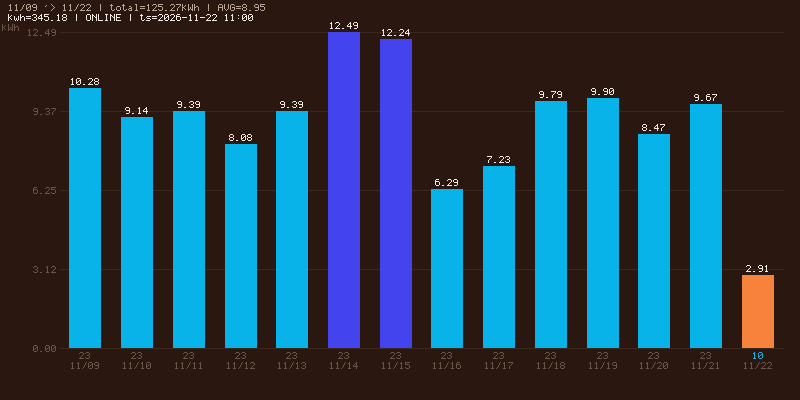 11/09 -> 11/22 | total=125.27kWh | AVG=8.95
Kwh=345.18 | ONLINE | ts=2026-11-22 11:00
kWh
12.49
9.37
6.25
3.12
0.00
10.28 9.14 9.39 8.08 9.39 12.49 12.24 6.29 7.23 9.79 9.90 8.47 9.67 2.91
23 23 23 23 23 23 23 23 23 23 23 23 23 10
11/09 11/10 11/11 11/12 11/13 11/14 11/15 11/16 11/17 11/18 11/19 11/20 11/21 11/22